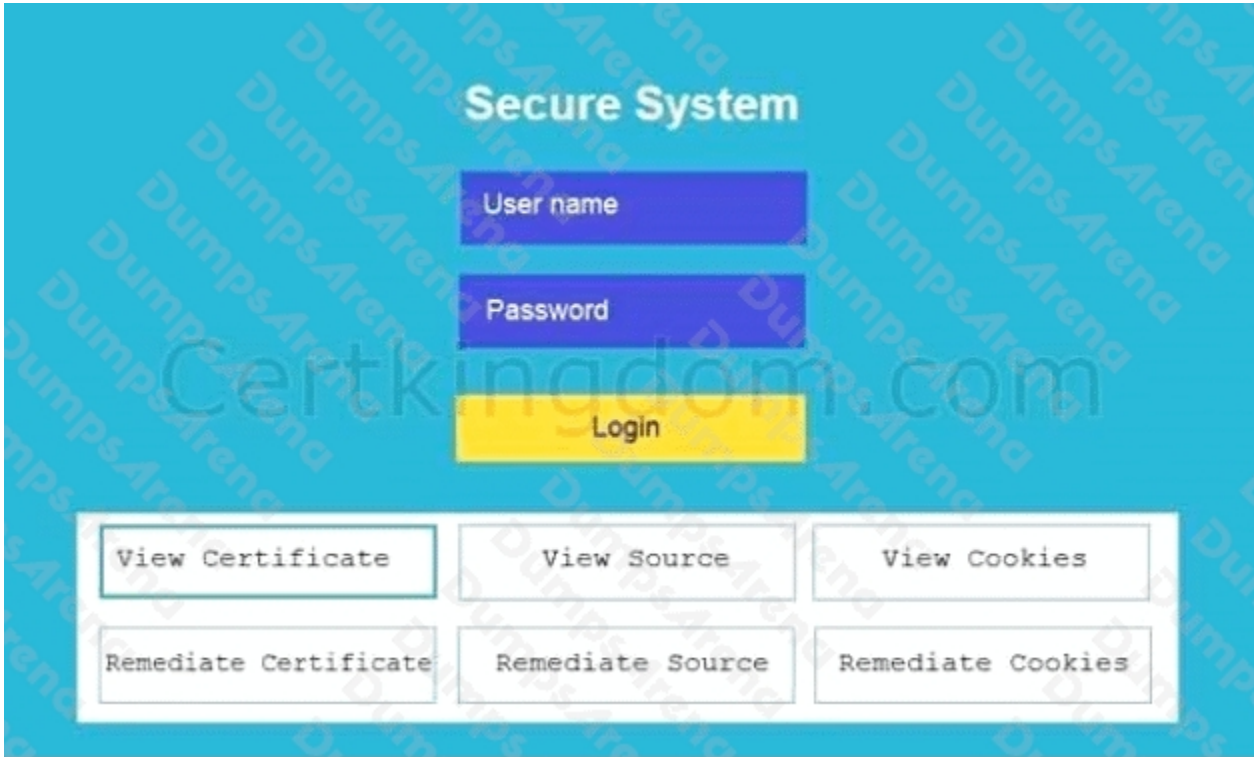 Secure System
User name
Password
Certkingdom.com
Login
View Certificate View Source View Cookies
Remediate Certificate Remediate Source Remediate Cookies
DumpsArena